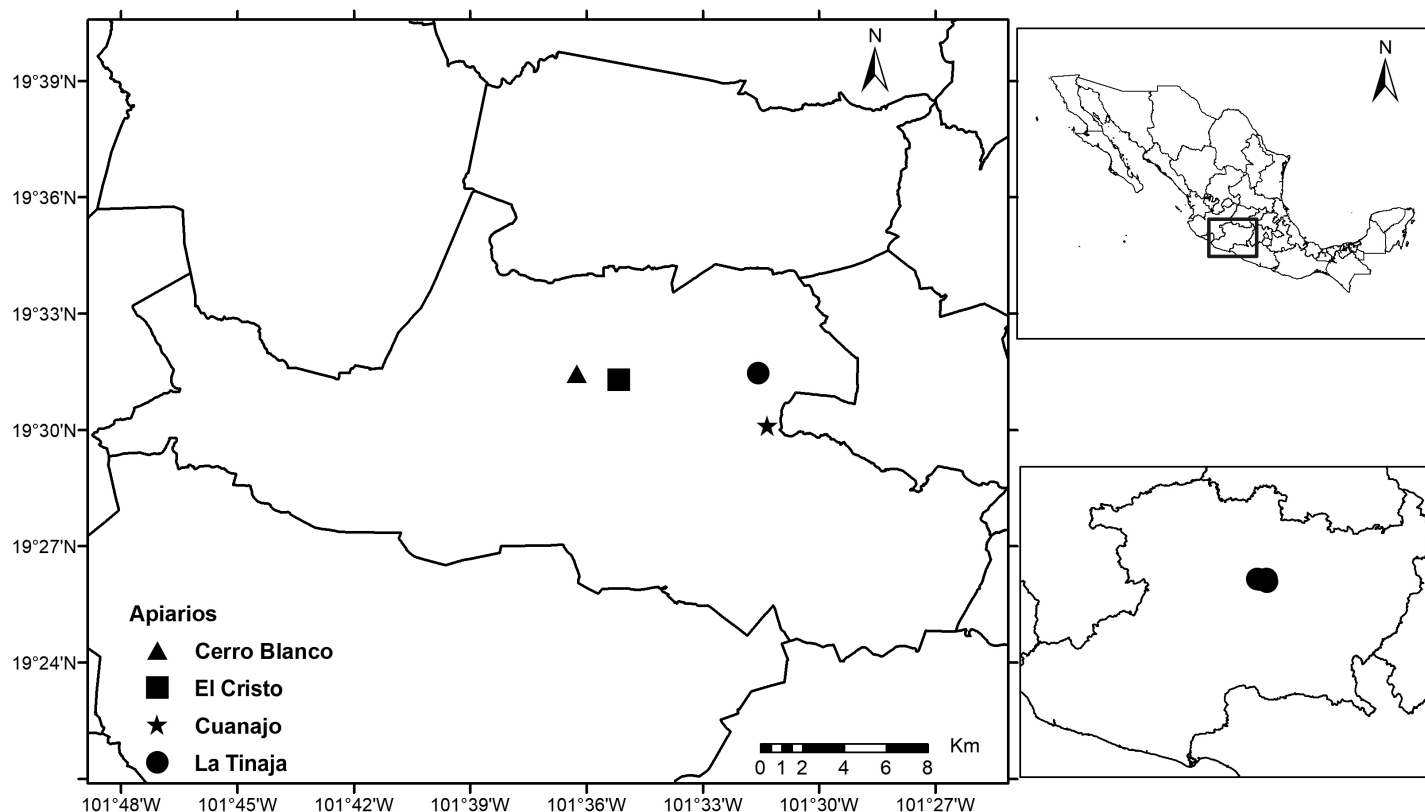 N
N
19°39'N
19°36'N
19°33'N
19°30'N
19°27'N
19°24'N
Apiarios
Cerro Blanco
El Cristo
Cuanajo
La Tinaja
Km
0 1 2 4 6 8
101°48'W 101°45'W 101°42'W 101°39'W 101°36'W 101°33'W 101°30'W 101°27'W